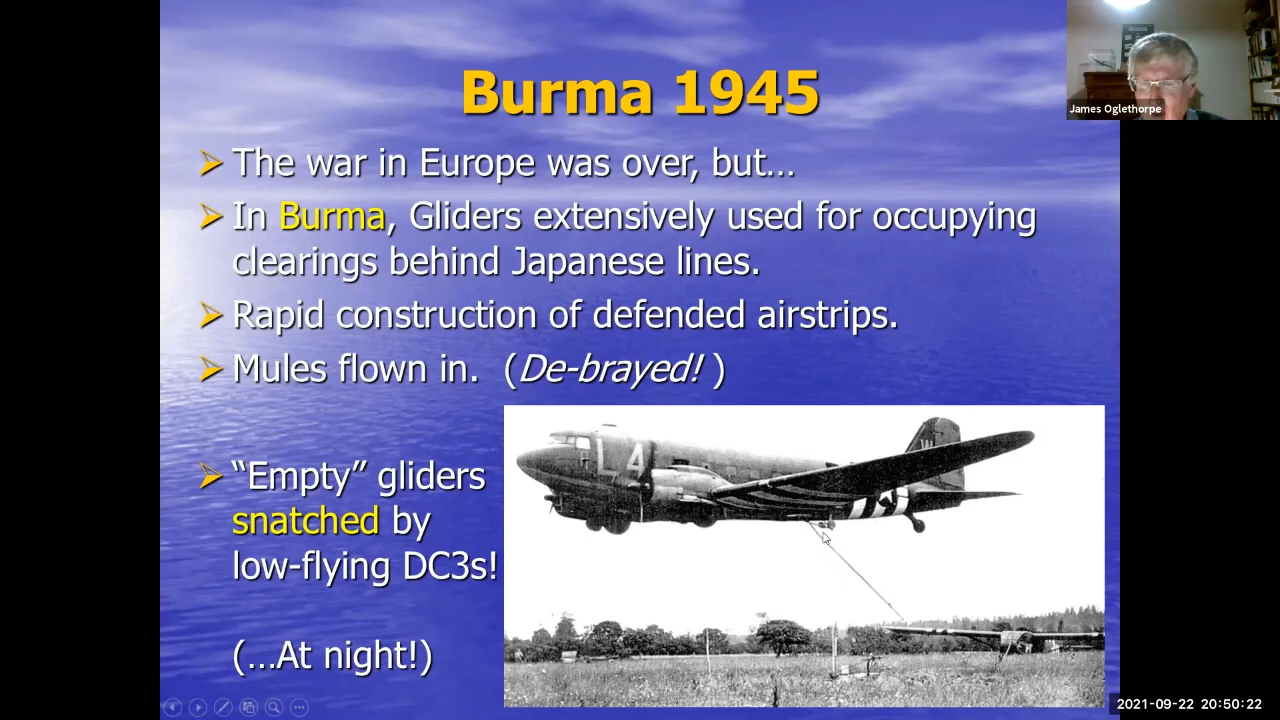 Burma 1945
The war in Europe was over, but…
In Burma, Gliders extensively used for occupying
clearings behind Japanese lines.
Rapid construction of defended airstrips.
Mules flown in. (De-brayed! )
“Empty” gliders
snatched by
low-flying DC3s!
(…At night!)
L4
James Oglethorpe
2021-09-22 20:50:22